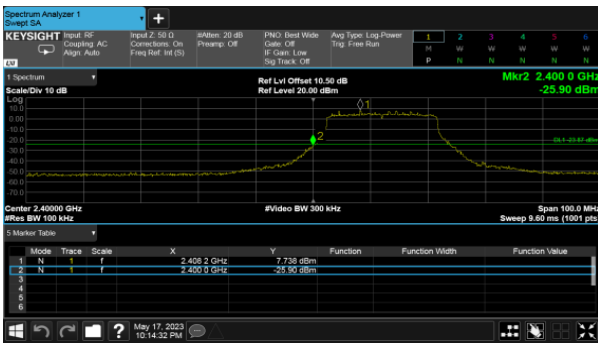 Spectrum Analyzer 1
Swept SA
+
KEYSIGHT Input: RF Input Z: 50 Ω #Atten: 20 dB PNO: Best Wide Avg Type: Log-Power 1 2 3 4 5 6
Coupling: AC Corrections: On Preamp: Off Gate: Off Trig: Free Run M W W W W W
Align: Auto Freq Ref: Int (S) IF Gain: Low
Sig Track: Off P N N N N N
1 Spectrum
Ref Lvl Offset 10.50 dB Mkr2 2.400 0 GHz
Scale/Div 10 dB Ref Level 20.00 dBm -25.90 dBm
Log
10.0
0.00
-10.0
-20.0
-30.0
-40.0
-50.0
-60.0
-70.0
1
2
Center 2.40000 GHz #Video BW 300 kHz Span 100.0 MHz
#Res BW 100 kHz Sweep 9.60 ms (1001 pts)
5 Marker Table
Mode Trace Scale X Y Function Function Width Function Value
1 N 1 f 2.408 2 GHz 7.738 dBm
2 N 1 f 2.400 0 GHz -25.90 dBm
3
4
5
6
? May 17, 2023
10:14:32 PM